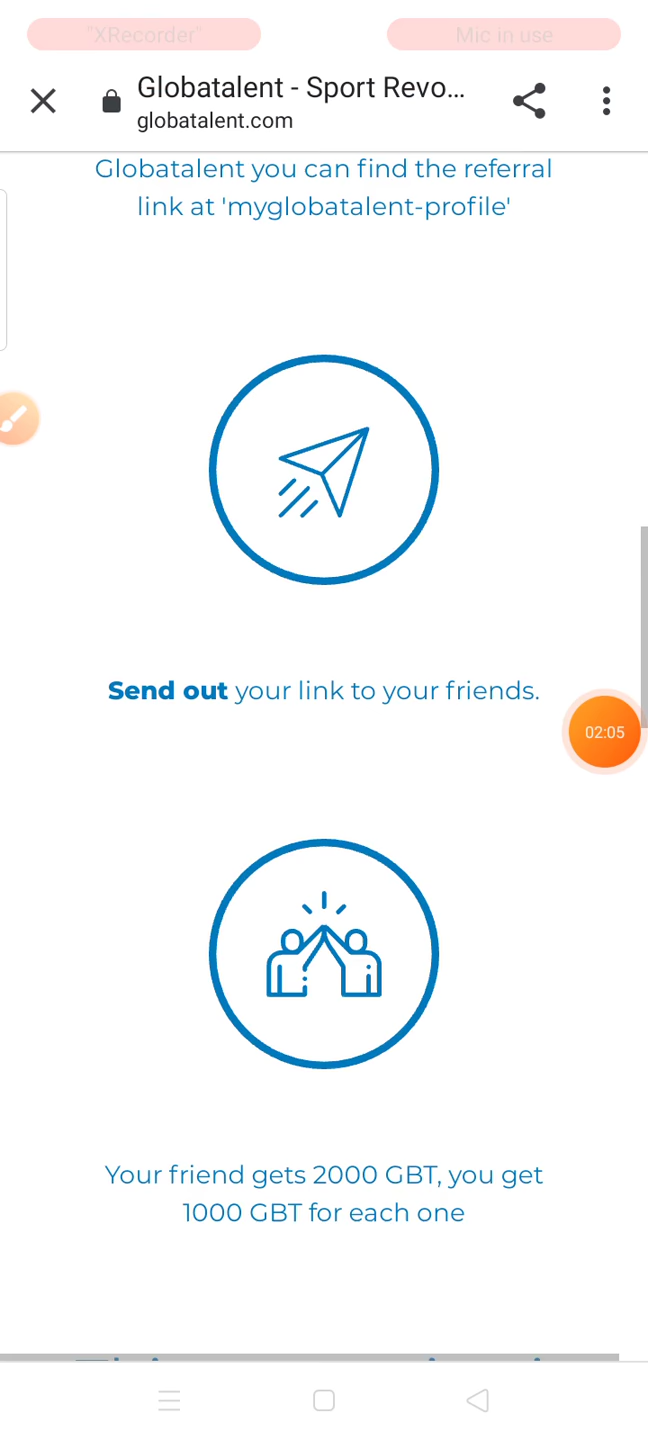 "XRecorder"
Mic in use
Globatalent - Sport Revo...
globatalent.com
Globatalent you can find the referral
link at 'myglobatalent-profile'
Send out your link to your friends.
02:05
Your friend gets 2000 GBT, you get
1000 GBT for each one